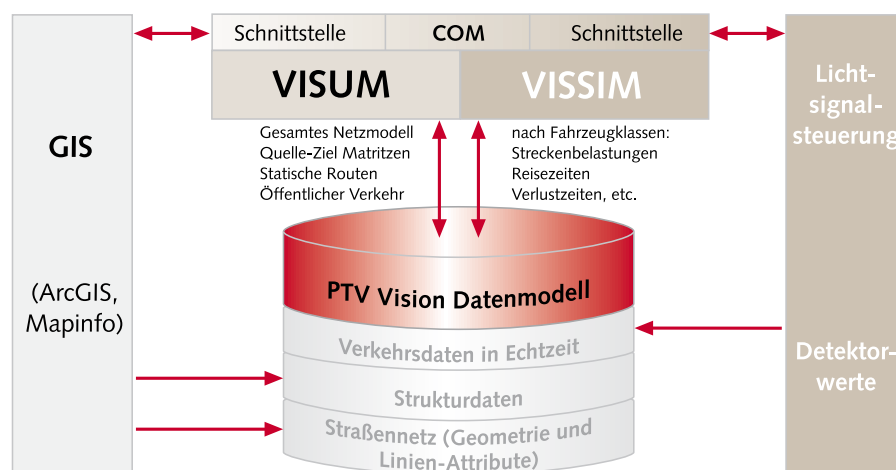 Schnittstelle COM Schnittstelle
VISUM VISSIM
GIS
(ArcGIS,
Mapinfo)
Gesamtes Netzmodell
Quelle-Ziel Matritzen
Statische Routen
Öffentlicher Verkehr
nach Fahrzeugklassen:
Streckenbelastungen
Reisezeiten
Verlustzeiten, etc.
Licht-
signal-
steuerung
PTV Vision Datenmodell
Verkehrsdaten in Echtzeit
Strukturdaten
Straßennetz (Geometrie und
Linien-Attribute)
Detektor-
werte